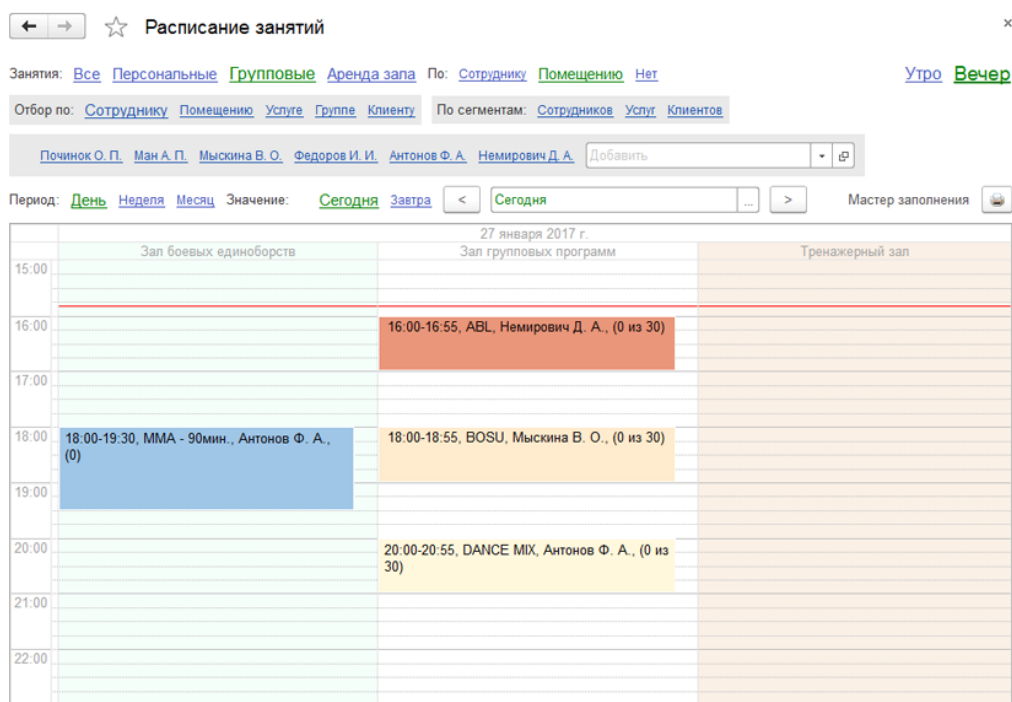 Расписание занятий
Занятия: Все Персональные Групповые Аренда зала По: Сотруднику Помещению Нет Утро Вечер
Отбор по: Сотруднику Помещению Услуге Группе Клиенту По сегментам: Сотрудников Услуг Клиентов
Починок О. П. Ман А. П. Мыскина В. О. Федоров И. И. Антонов Ф. А. Немирович Д. А. Добавить
Период: День Неделя Месяц Значение: Сегодня Завтра < Сегодня ... > Мастер заполнения
27 января 2017 г.
Зал боевых единоборств Зал групповых программ Тренажерный зал
15:00
16:00 16:00-16:55, ABL, Немирович Д. А., (0 из 30)
17:00
18:00 18:00-19:30, ММА - 90мин., Антонов Ф. А., 18:00-18:55, BOSU, Мыскина В. О., (0 из 30)
(0)
19:00
20:00 20:00-20:55, DANCE MIX, Антонов Ф. А., (0 из
30)
21:00
22:00